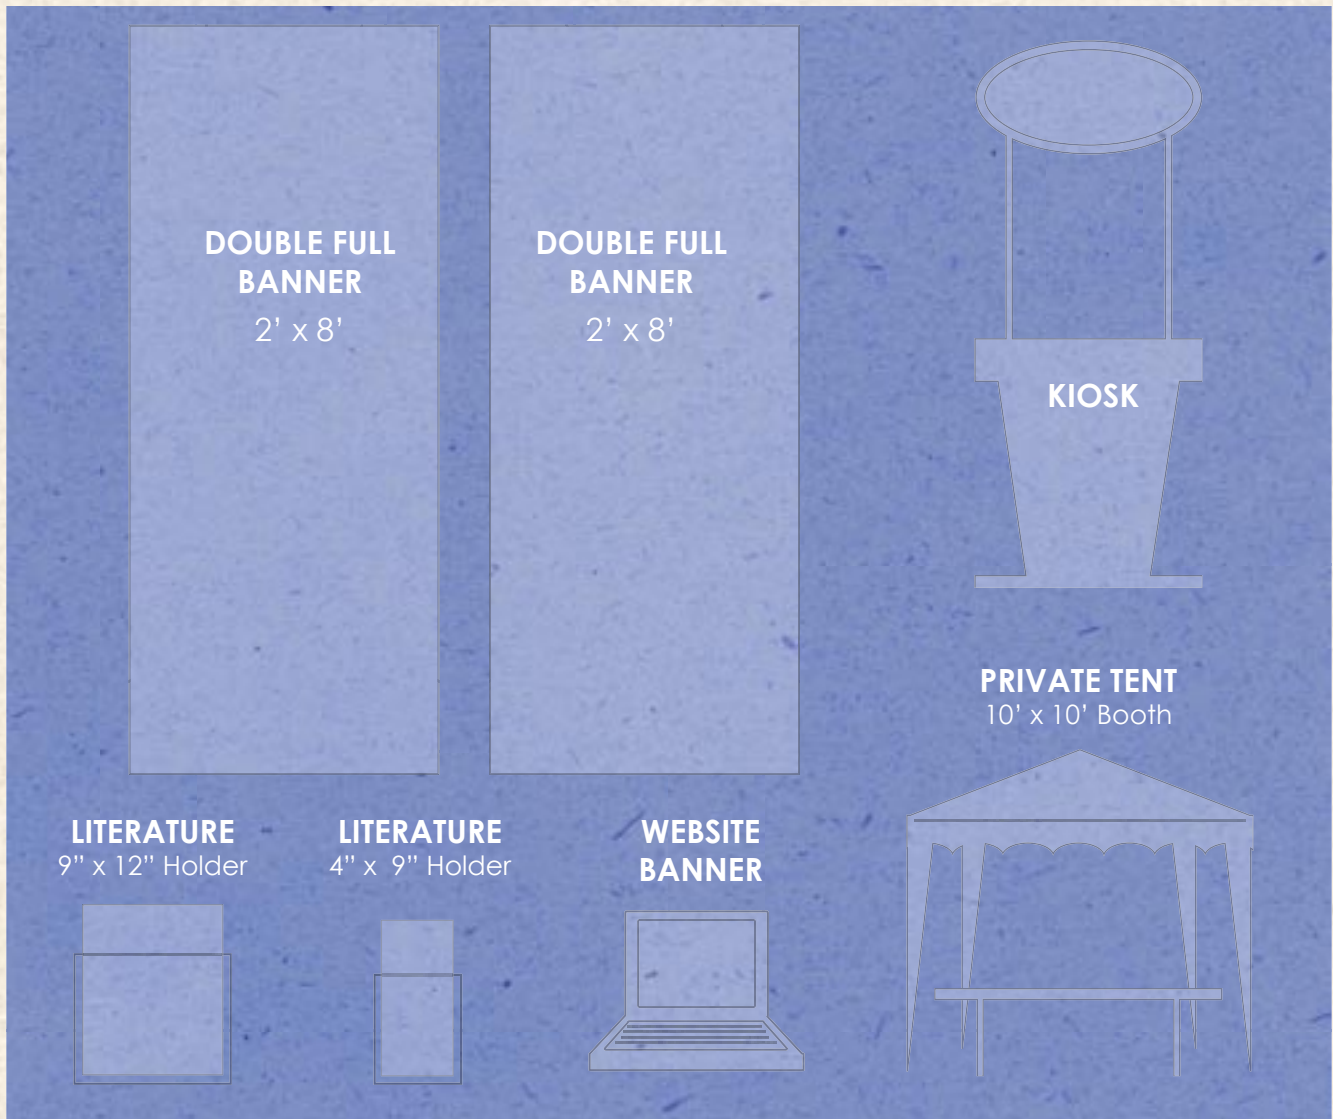 DOUBLE FULL
BANNER
2’ x 8’
DOUBLE FULL
BANNER
2’ x 8’
KIOSK
PRIVATE TENT
10’ x 10’ Booth
LITERATURE
9” x 12” Holder
LITERATURE
4” x  9” Holder
WEBSITE
BANNER